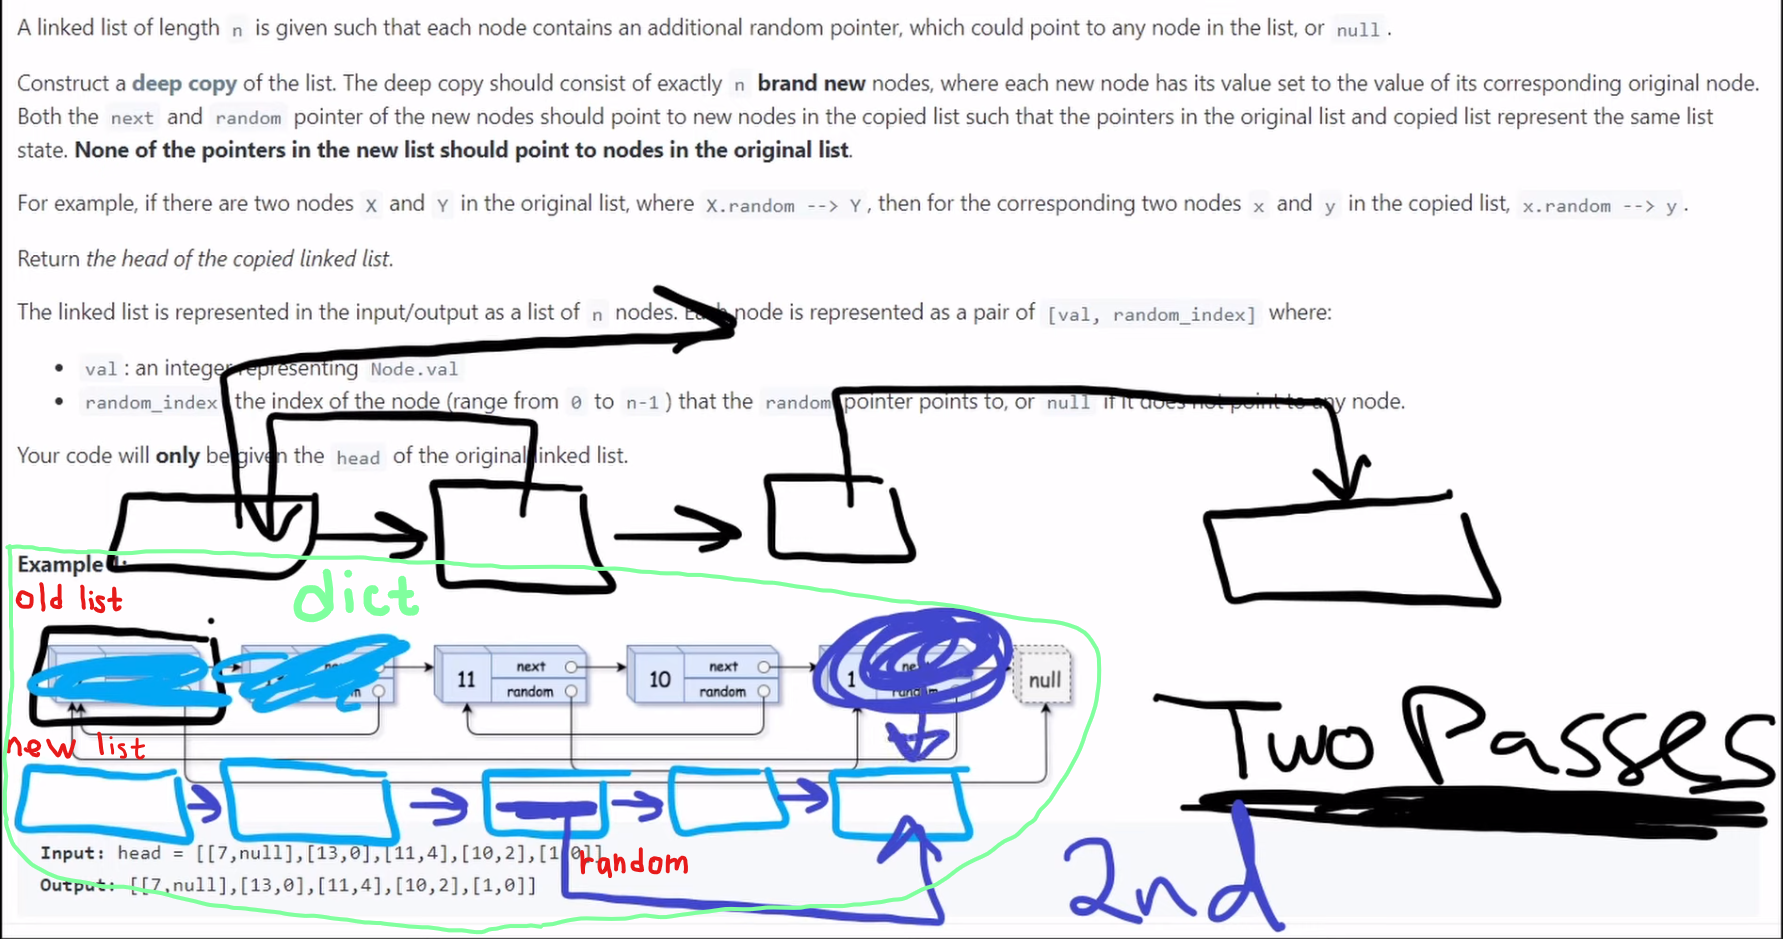 A linked list of length n is given such that each node contains an additional random pointer, which could point to any node in the list, or null.
Construct a deep copy of the list. The deep copy should consist of exactly n brand new nodes, where each new node has its value set to the value of its corresponding original node.
Both the next and random pointer of the new nodes should point to new nodes in the copied list such that the pointers in the original list and copied list represent the same list
state. None of the pointers in the new list should point to nodes in the original list.
For example, if there are two nodes X and Y in the original list, where X.random --> Y, then for the corresponding two nodes x and y in the copied list, x.random --> y.
Return the head of the copied linked list.
The linked list is represented in the input/output as a list of n nodes. Each node is represented as a pair of [val, random_index] where:
• val: an integer representing Node.val
• random_index the index of the node (range from 0 to n-1) that the random pointer points to, or null if it does not point to any node.
Your code will only be given the head of the original linked list.
Example
old list
dict
11 next random
10 next random
1
null
new list
Two Passes
2nd
Input: head = [[7,null],[13,0],[11,4],[10,2],[1,0]]
random
Output: [[7,null],[13,0],[11,4],[10,2],[1,0]]